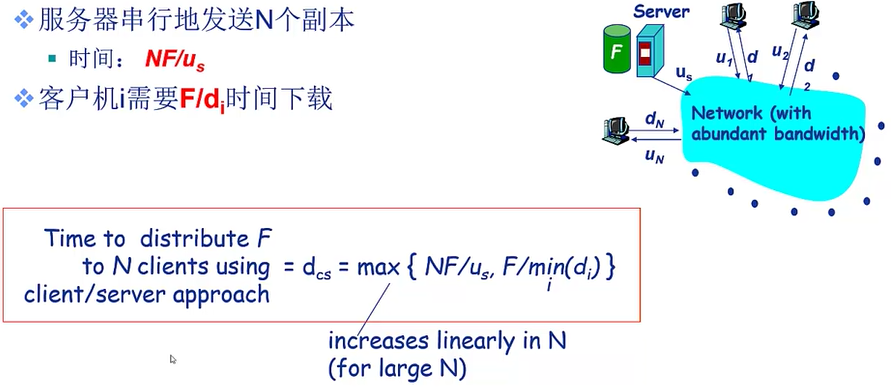 服务器串行地发送N个副本
时间： NF/us
客户机i需要F/di时间下载
Server
F
us
u1
d1
u2
d2
dN
uN
Network (with
abundant bandwidth)
Time to distribute F
to N clients using
client/server approach
= dcs = max { NF/us, F/min(di) }
i
increases linearly in N
(for large N)